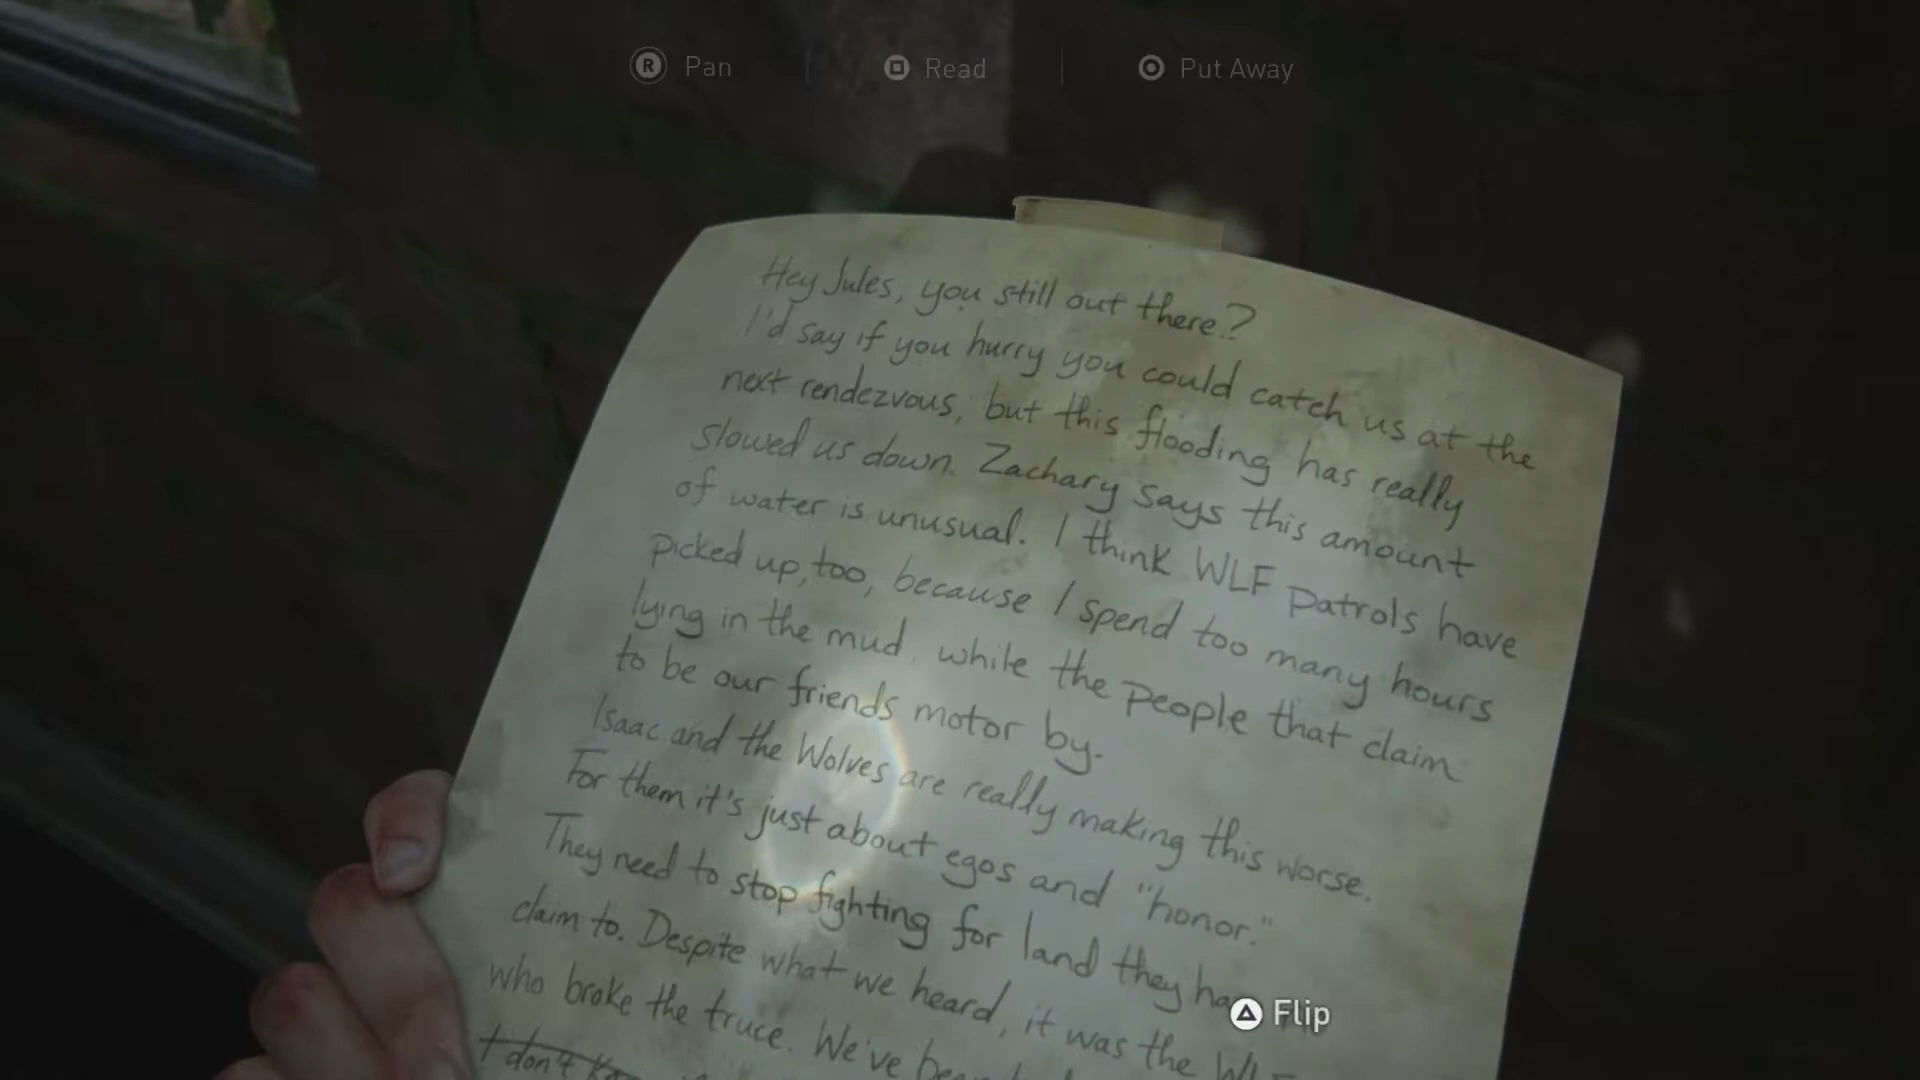 R Pan Read Put Away
Hey Jules, you still out there?
I'd say if you hurry you could catch us at the
next rendezvous, but this flooding has really
slowed us down. Zachary says this amount
of water is unusual. I think WLF patrols have
picked up, too, because I spend too many hours
lying in the mud, while the people that claim
to be our friends motor by.
Isaac and the Wolves are really making this worse.
For them it's just about egos and "honor."
They need to stop fighting for land they
claim to. Despite what we heard, it was the
who broke the truce. We've
I don't
Flip